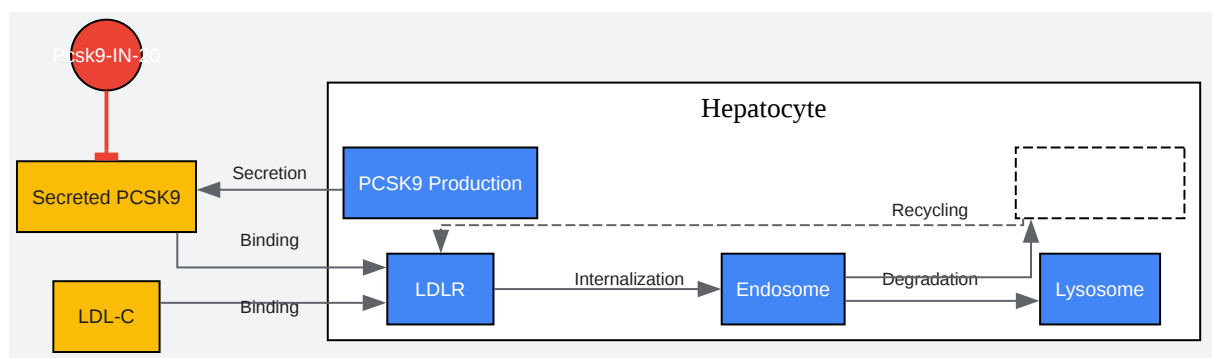 Pcsk9-IN-20
Hepatocyte
Secretion
PCSK9 Production
Secreted PCSK9
Recycling
Binding
LDLR
Internalization
Endosome
Degradation
Lysosome
LDL-C
Binding